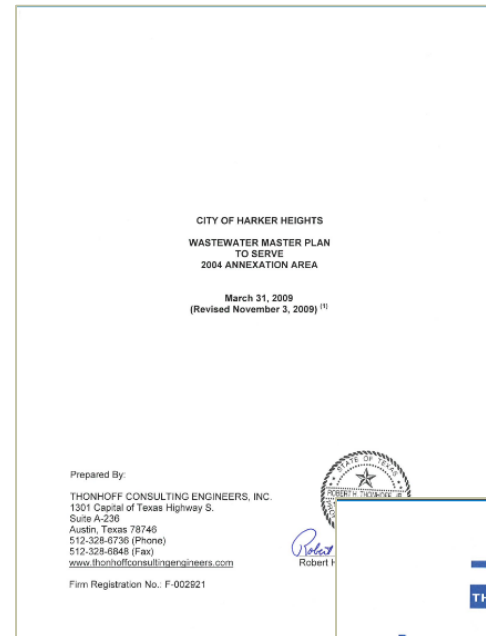 CITY OF HARKER HEIGHTS
WASTEWATER MASTER PLAN
TO SERVE
2004 ANNEXATION AREA
March 31, 2009
(Revised November 3, 2009) (1)
Prepared By:
THONHOFF CONSULTING ENGINEERS, INC.
1301 Capital of Texas Highway S.
Suite A-236
Austin, Texas 78746
512-328-6736 (Phone)
512-328-6848 (Fax)
www.thonhoffconsultingengineers.com
Firm Registration No.: F-002921
STATE OF TEXAS
ROBERT H. THONHOFF, JR.
Robert
Robert H
TH